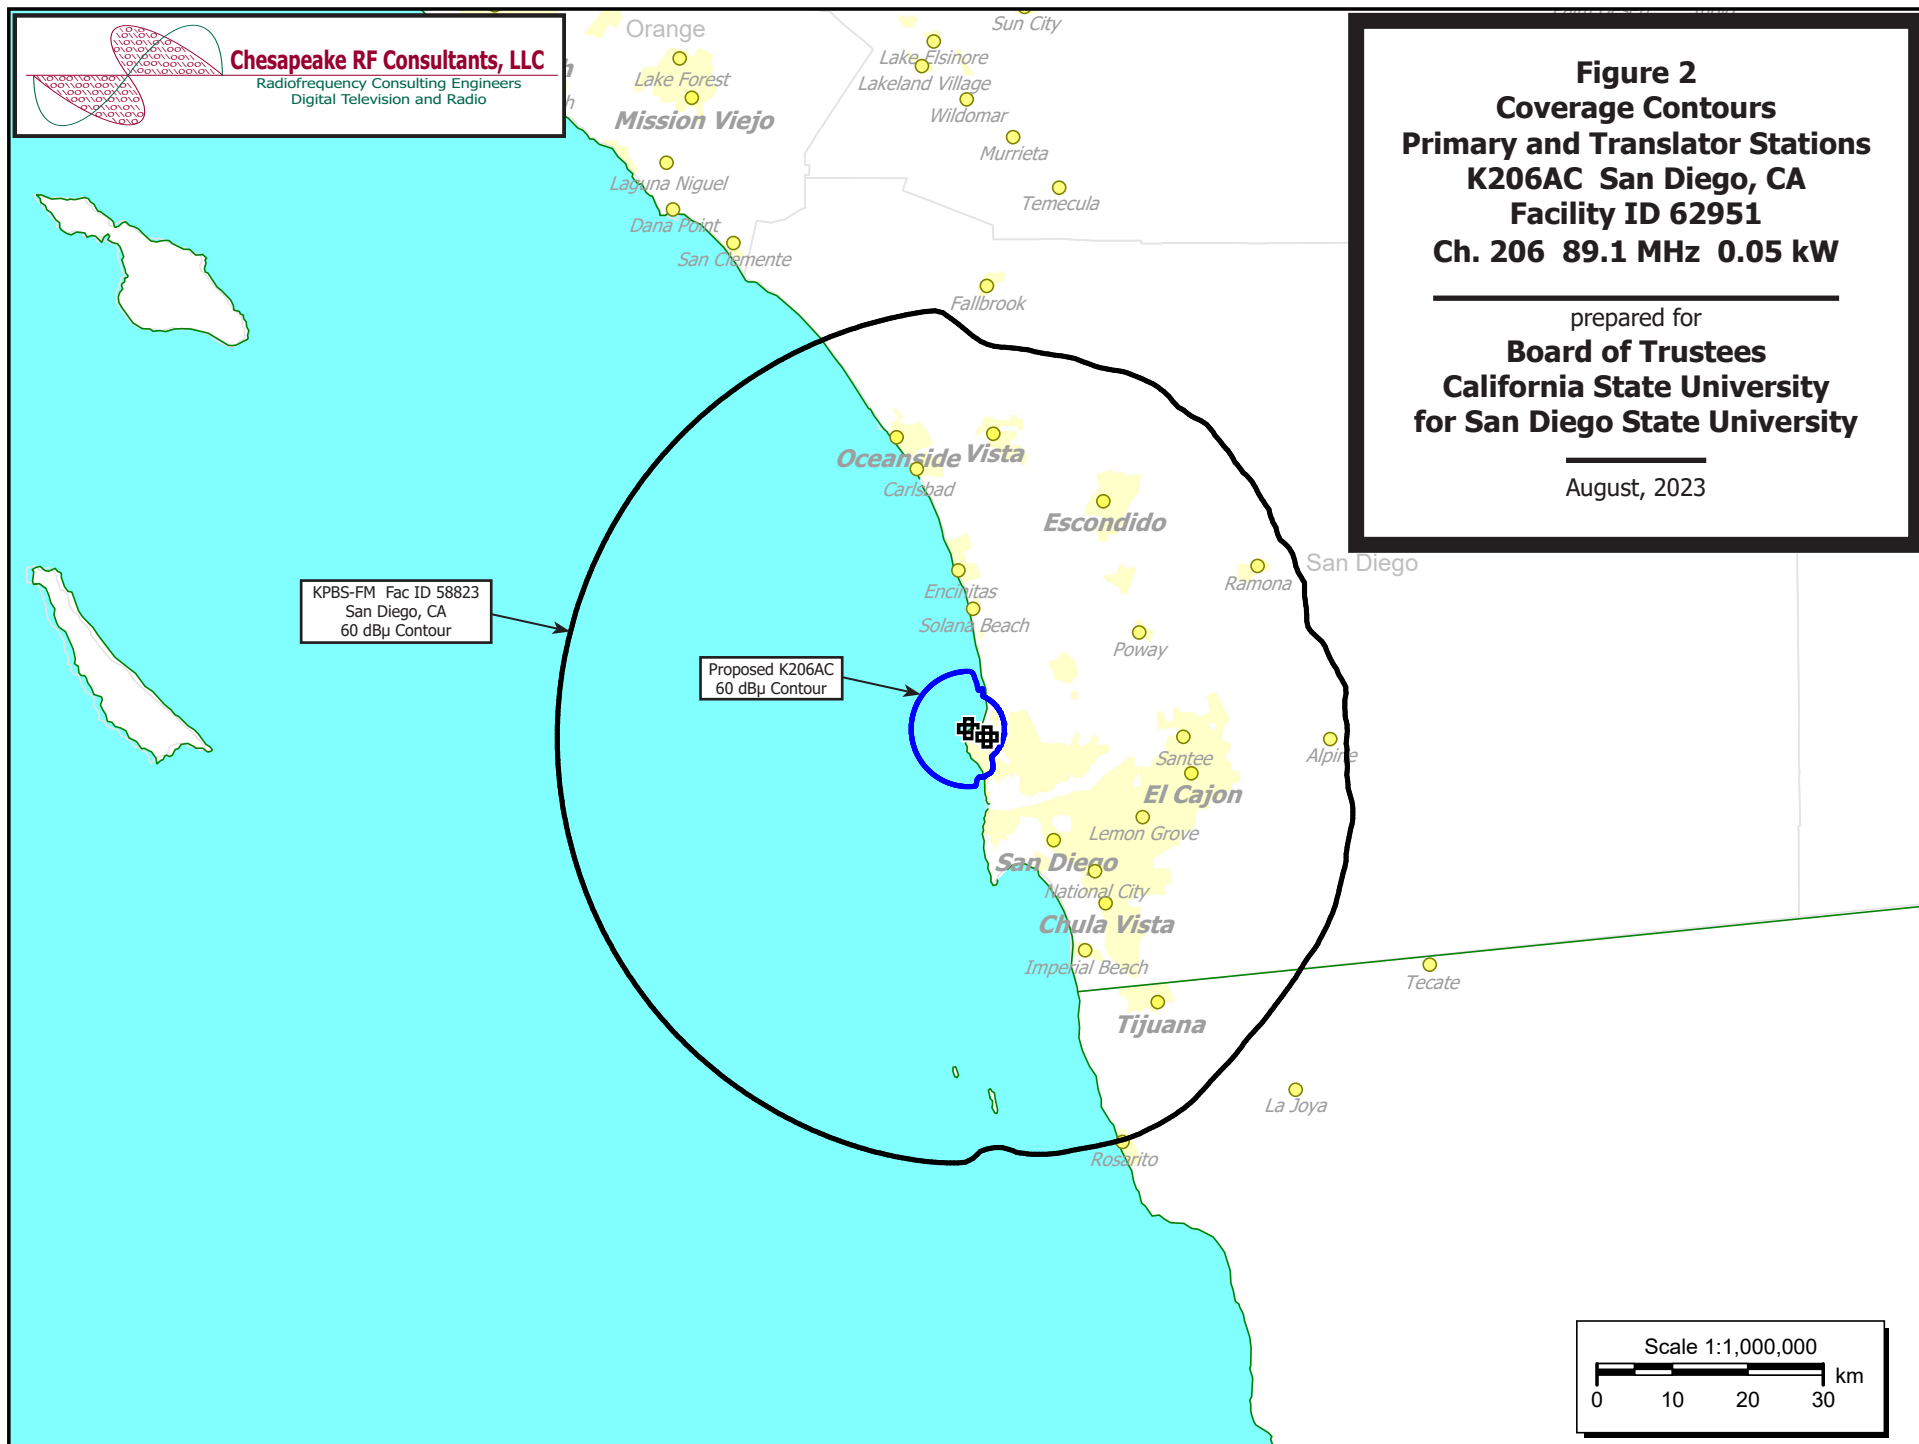 Chesapeake RF Consultants, LLC
Radiofrequency Consulting Engineers
Digital Television and Radio
Figure 2
Coverage Contours
Primary and Translator Stations
K206AC San Diego, CA
Facility ID 62951
Ch. 206 89.1 MHz 0.05 kW
prepared for
Board of Trustees
California State University
for San Diego State University
August, 2023
Orange
Sun City
Lake Elsinore
Lakeland Village
Lake Forest
Wildomar
Mission Viejo
Murrieta
Laguna Niguel
Temecula
Dana Point
San Clemente
Fallbrook
Oceanside
Vista
Carlsbad
Escondido
San Diego
Ramona
KPBS-FM Fac ID 58823
San Diego, CA
60 dBµ Contour
Encinitas
Solana Beach
Poway
Proposed K206AC
60 dBµ Contour
Santee
Alpine
El Cajon
Lemon Grove
San Diego
National City
Chula Vista
Imperial Beach
Tecate
Tijuana
La Joya
Rosarito
Scale 1:1,000,000
km
0 10 20 30